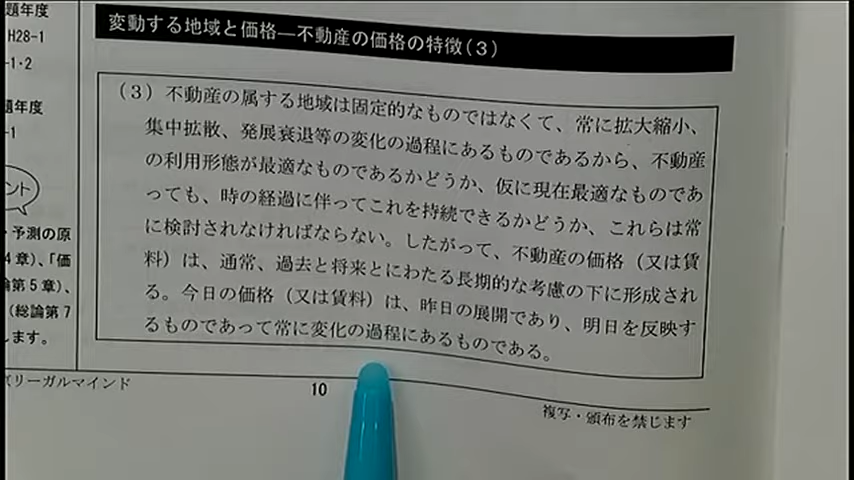 変動する地域と価格―不動産の価格の特徴(3)
(3)不動産の属する地域は固定的なものではなくて、常に拡大縮小、
集中拡散、発展衰退等の変化の過程にあるものであるから、不動産
の利用形態が最適なものであるかどうか、仮に現在最適なものであ
っても、時の経過に伴ってこれを持続できるかどうか、これらは常
に検討されなければならない。したがって、不動産の価格(又は賃
料)は、通常、過去と将来とにわたる長期的な考慮の下に形成され
る。今日の価格(又は賃料)は、昨日の展開であり、明日を反映す
るものであって常に変化の過程にあるものである。
題年度
H28-1
-1・2
題年度
-1
ント
・予測の原
4章)、「価
論第5章)、
(総論第7
ます。
リーガルマインド
10
複写・頒布を禁じます